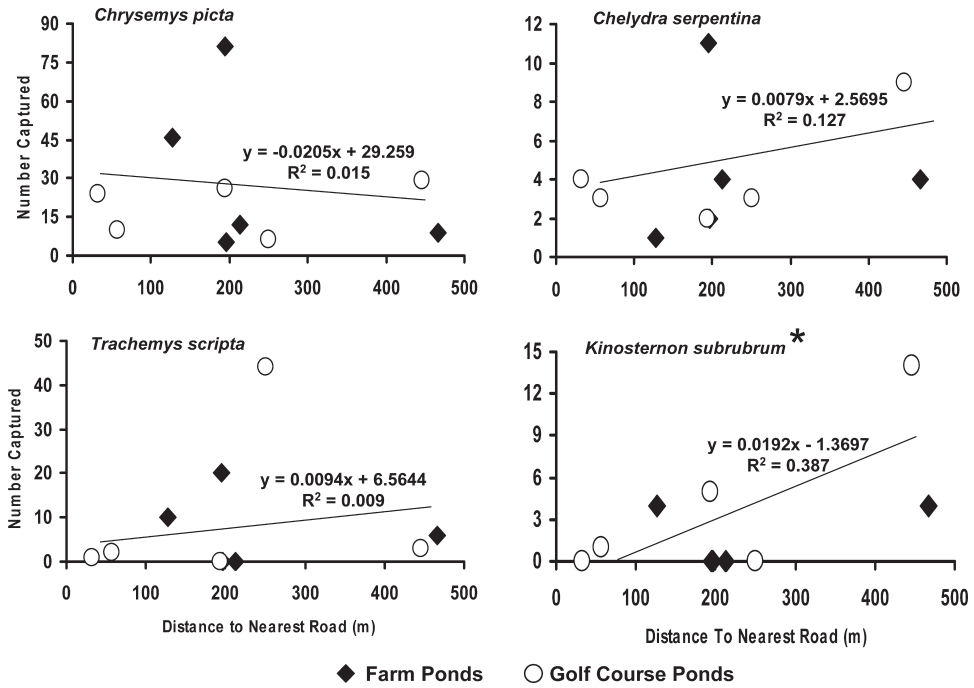 Chrysemys picta
90
75
60
45
30
15
0
Number Captured
y = -0.0205x + 29.259
R² = 0.015
0 100 200 300 400 500
Chelydra serpentina
12
10
8
6
4
2
0
y = 0.0079x + 2.5695
R² = 0.127
0 100 200 300 400 500
Trachemys scripta
50
40
30
20
10
0
Number Captured
y = 0.0094x + 6.5644
R² = 0.009
0 100 200 300 400 500
Distance to Nearest Road (m)
Kinosternon subrubrum *
15
12
9
6
3
0
y = 0.0192x - 1.3697
R² = 0.387
0 100 200 300 400 500
Distance To Nearest Road (m)
Farm Ponds Golf Course Ponds